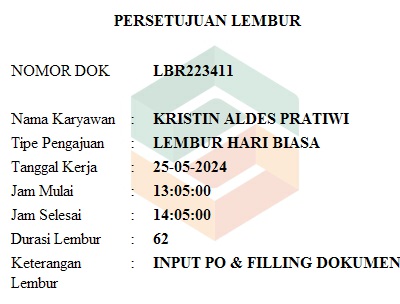 PERSETUJUAN LEMBUR
NOMOR DOK LBR223411
Nama Karyawan : KRISTIN ALDES PRATIWI
Tipe Pengajuan : LEMBUR HARI BIASA
Tanggal Kerja : 25-05-2024
Jam Mulai : 13:05:00
Jam Selesai : 14:05:00
Durasi Lembur : 62
Keterangan : INPUT PO & FILLING DOKUMEN
Lembur